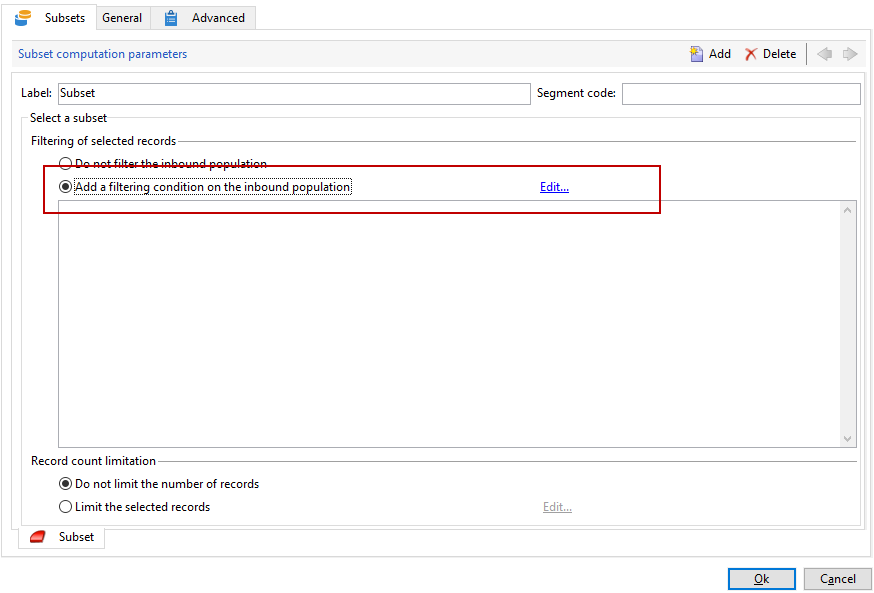 Subsets General Advanced
Subset computation parameters Add Delete
Label: Subset Segment code:
Select a subset
Filtering of selected records
Do not filter the inbound population
Add a filtering condition on the inbound population Edit...
Record count limitation
Do not limit the number of records
Limit the selected records Edit...
Subset
Ok Cancel